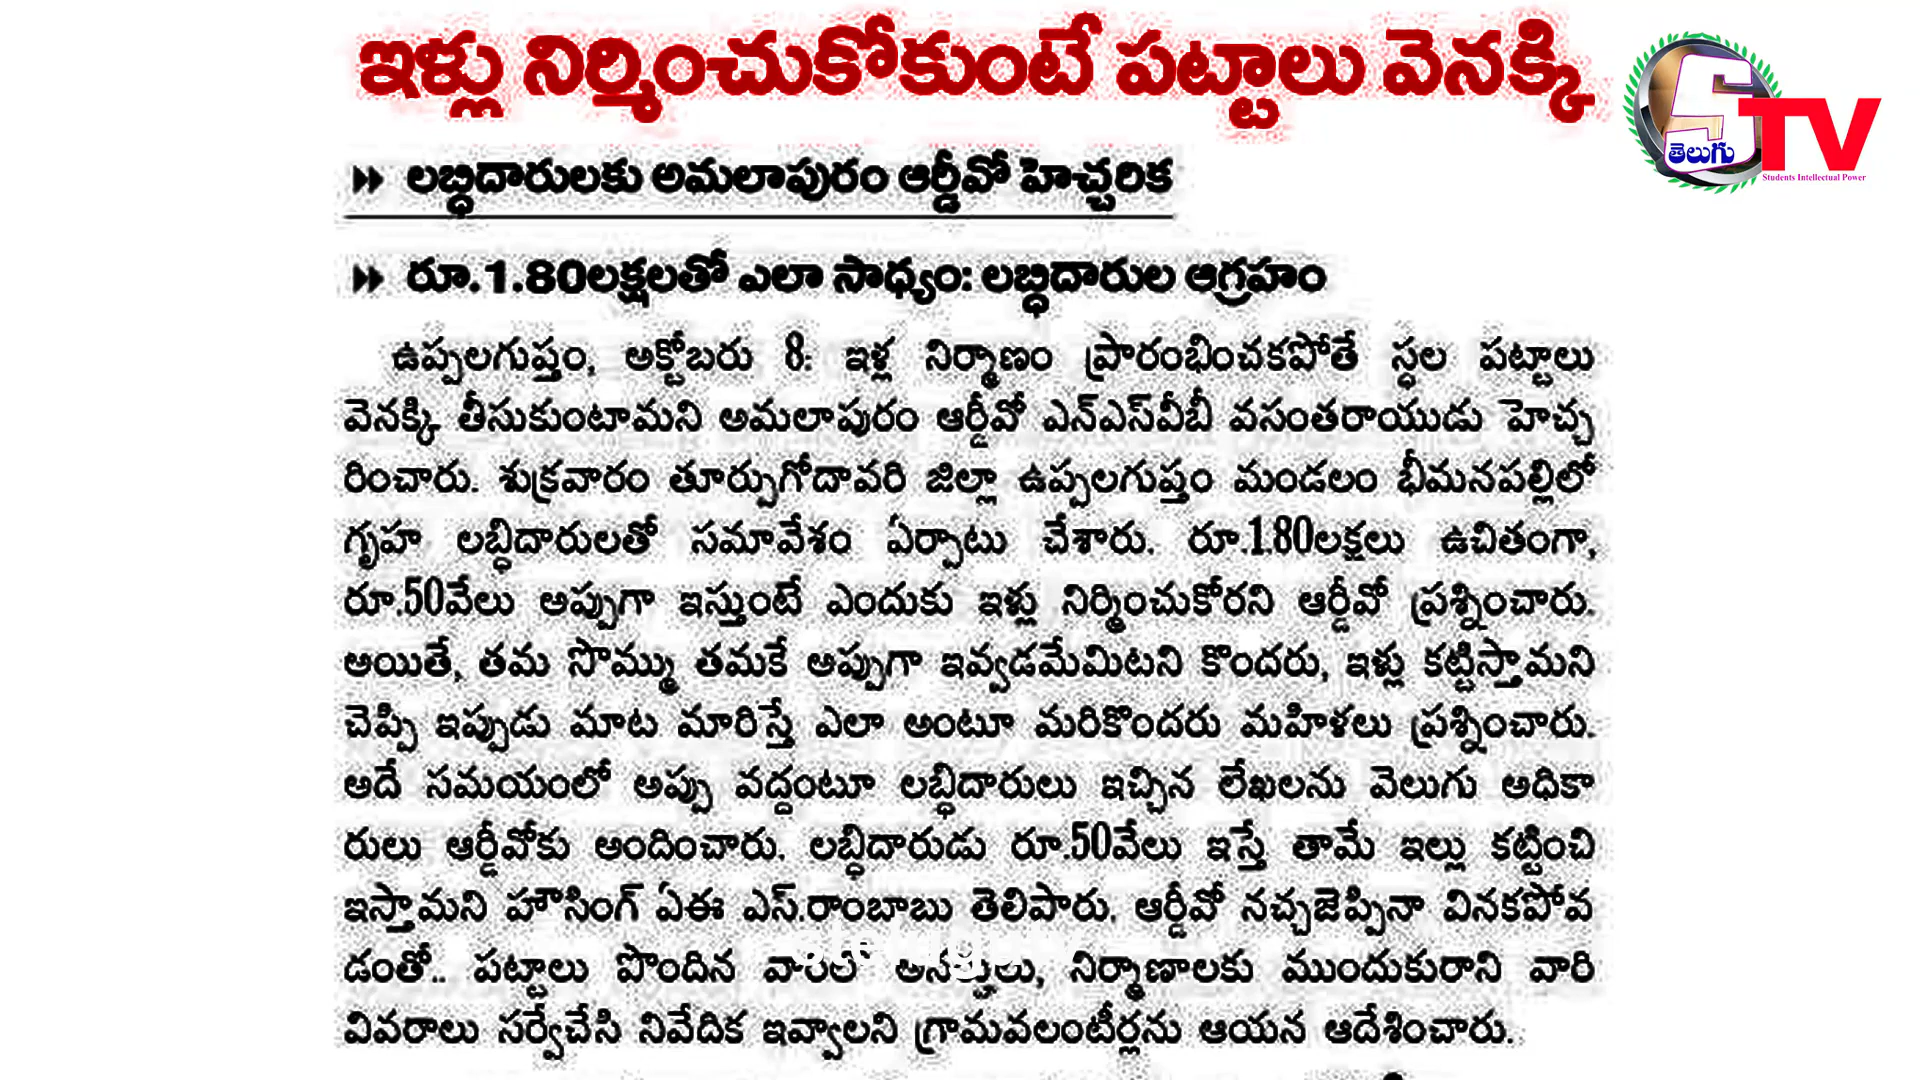 ఇళ్లు నిర్మించుకోకుంటే పట్టాలు వెనక్కి
S TV
తెలుగు
Students Intellectual Power
లబ్ధిదారులకు అమలాపురం ఆర్డీవో హెచ్చరిక
రూ.1.80లక్షలతో ఎలా సాధ్యం: లబ్ధిదారుల ఆగ్రహం
ఉప్పలగుప్తం, అక్టోబరు 8: ఇళ్ల నిర్మాణం ప్రారంభించకపోతే స్థల పట్టాలు
వెనక్కి తీసుకుంటామని అమలాపురం ఆర్డీవో ఎన్ఎస్‌వీబీ వసంతరాయుడు హెచ్చ
రించారు. శుక్రవారం తూర్పుగోదావరి జిల్లా ఉప్పలగుప్తం మండలం భీమనపల్లిలో
గృహ లబ్ధిదారులతో సమావేశం ఏర్పాటు చేశారు. రూ.1.80లక్షలు ఉచితంగా,
రూ.50వేలు అప్పుగా ఇస్తుంటే ఎందుకు ఇళ్లు నిర్మించుకోరని ఆర్డీవో ప్రశ్నించారు.
అయితే, తమ సొమ్ము తమకే అప్పుగా ఇవ్వడమేమిటని కొందరు, ఇళ్లు కట్టిస్తామని
చెప్పి ఇప్పుడు మాట మారిస్తే ఎలా అంటూ మరికొందరు మహిళలు ప్రశ్నించారు.
అదే సమయంలో అప్పు వద్దంటూ లబ్ధిదారులు ఇచ్చిన లేఖలను వెలుగు అధికా
రులు ఆర్డీవోకు అందించారు. లబ్ధిదారుడు రూ.50వేలు ఇస్తే తామే ఇల్లు కట్టించి
ఇస్తామని హౌసింగ్ ఏఈ ఎస్.రాంబాబు తెలిపారు. ఆర్డీవో నచ్చజెప్పినా వినకపోవ
డంతో.. పట్టాలు పొందిన వారిలో అనర్హులు, నిర్మాణాలకు ముందుకురాని వారి
వివరాలు సర్వేచేసి నివేదిక ఇవ్వాలని గ్రామవలంటీర్లను ఆయన ఆదేశించారు.